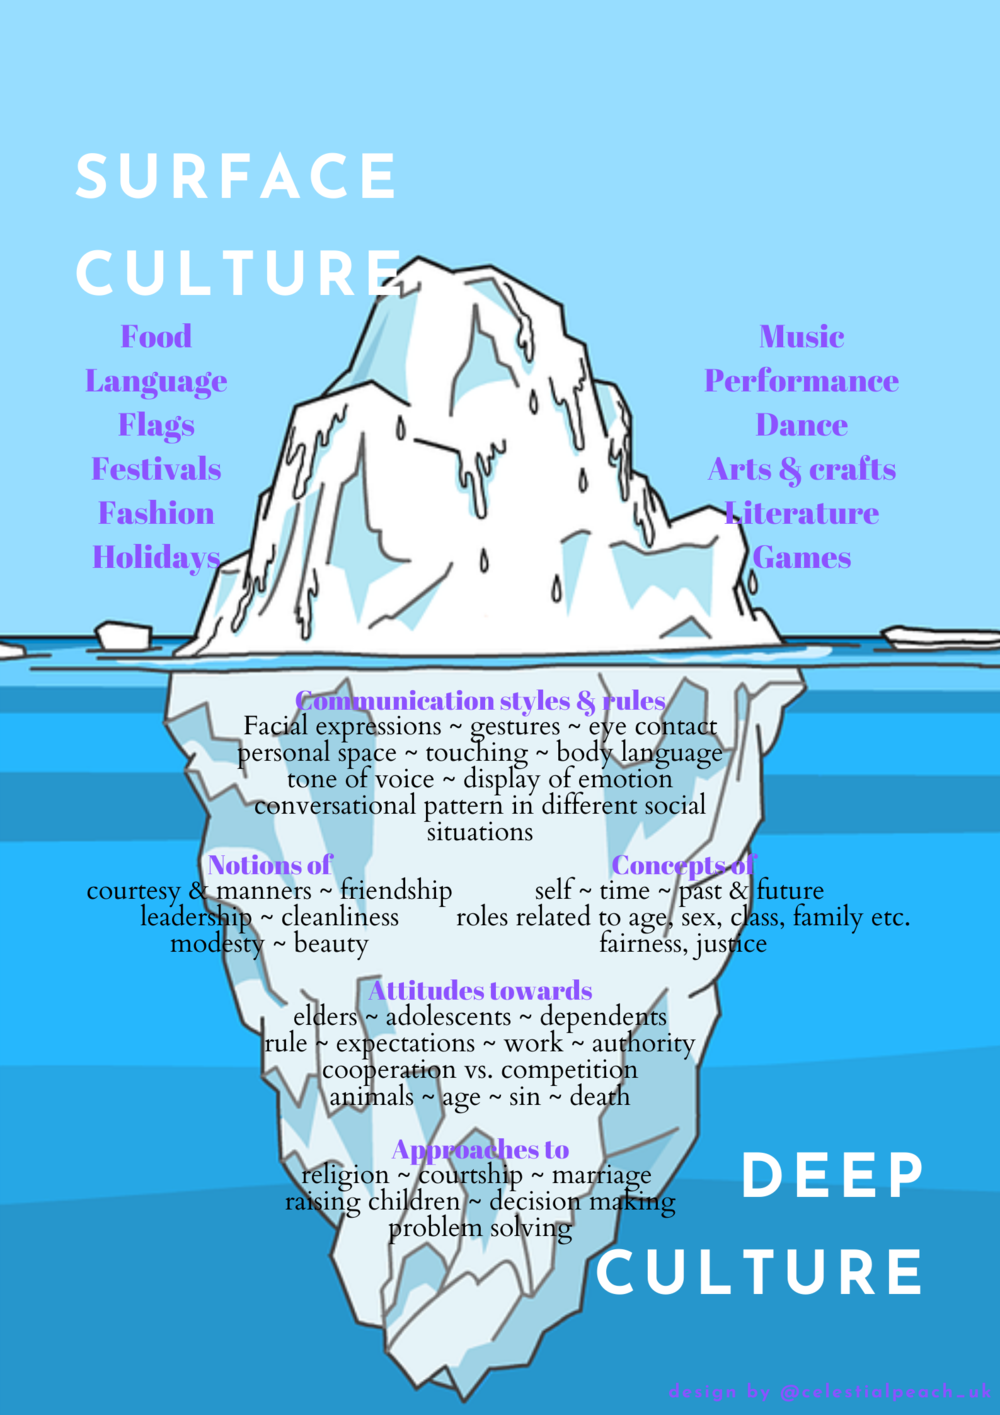 SURFACE
CULTURE
Food
Language
Flags
Festivals
Fashion
Holidays
Music
Performance
Dance
Arts & crafts
Literature
Games
Communication styles & rules
Facial expressions ~ gestures ~ eye contact
personal space ~ touching ~ body language
tone of voice ~ display of emotion
conversational pattern in different social
situations
Notions of
courtesy & manners ~ friendship
leadership ~ cleanliness
modesty ~ beauty
Concepts of
self ~ time ~ past & future
roles related to age, sex, class, family etc.
fairness, justice
Attitudes towards
elders ~ adolescents ~ dependents
rule ~ expectations ~ work ~ authority
cooperation vs. competition
animals ~ age ~ sin ~ death
Approaches to
religion ~ courtship ~ marriage
raising children ~ decision making
problem solving
DEEP
CULTURE
design by @celestialpeach_uk